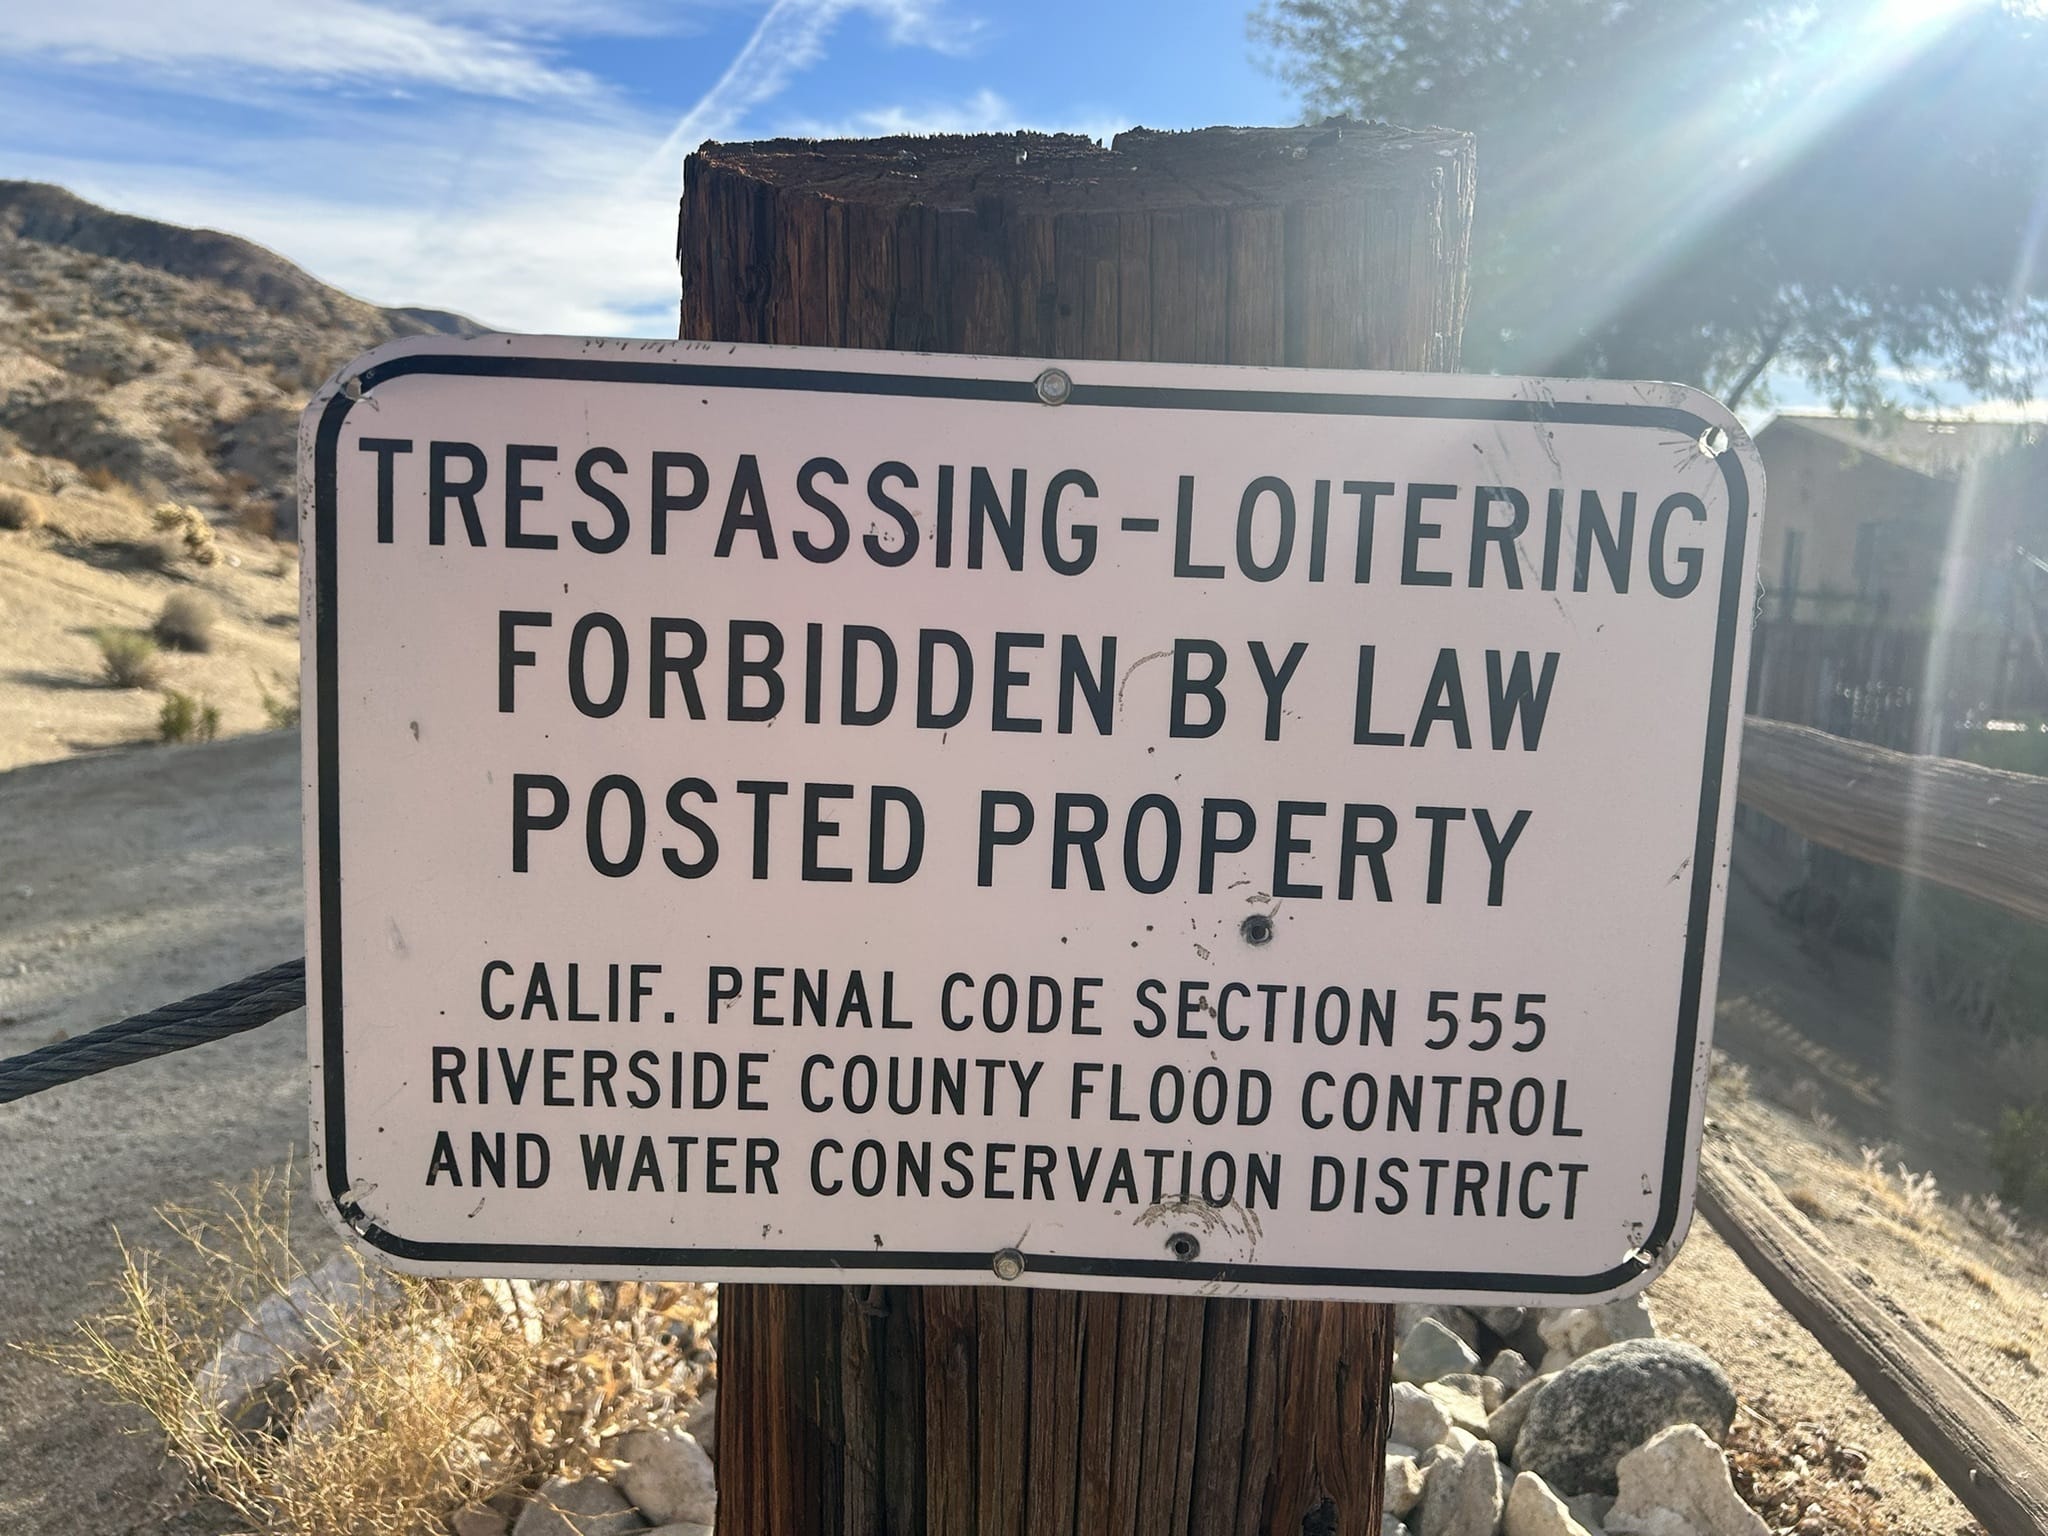 TRESPASSING-LOITERING
FORBIDDEN BY LAW
POSTED PROPERTY
CALIF. PENAL CODE SECTION 555
RIVERSIDE COUNTY FLOOD CONTROL
AND WATER CONSERVATION DISTRICT